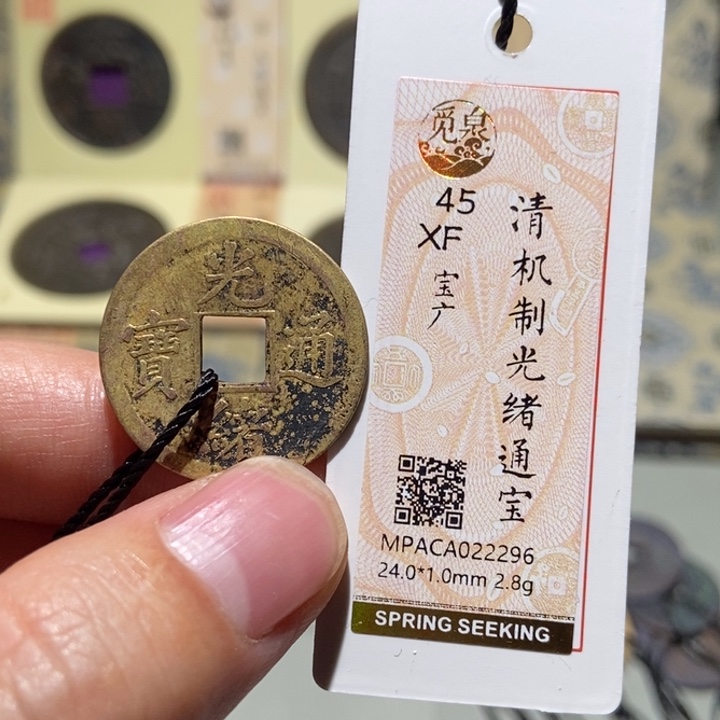 光
緒
通
寶
觅泉
45
XF
宝广
清机制光绪通宝
MPACA022296
24.0*1.0mm 2.8g
SPRING SEEKING